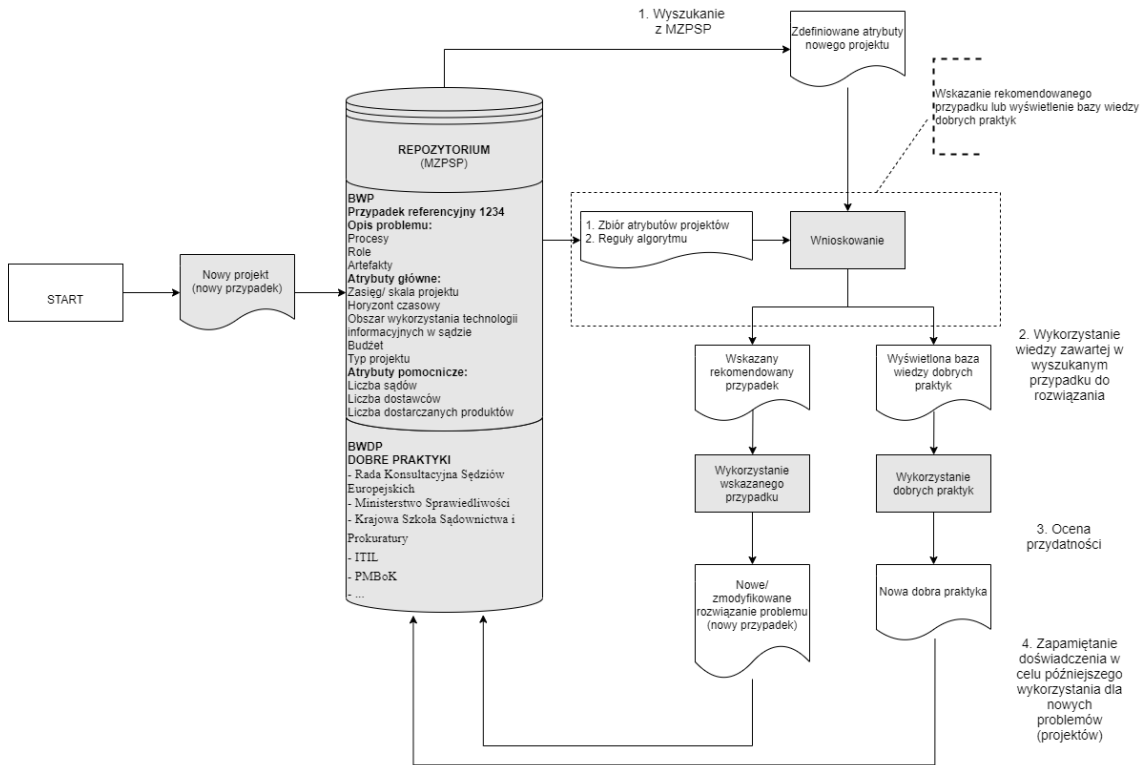 1. Wyszukanie
z MZPSP
Zdefiniowane atrybuty
nowego projektu
Wskazanie rekomendowanego
przypadku lub wyświetlenie bazy wiedzy
dobrych praktyk
START
Nowy projekt
(nowy przypadek)
REPOZYTORIUM
(MZPSP)
BWP
Przypadek referencyjny 1234
Opis problemu:
Procesy
Role
Artefakty
Atrybuty główne:
Zasięg/ skala projektu
Horyzont czasowy
Obszar wykorzystania technologii
informacyjnych w sądzie
Budżet
Typ projektu
Atrybuty pomocnicze:
Liczba sądów
Liczba dostawców
Liczba dostarczanych produktów
BWDP
DOBRE PRAKTYKI
- Rada Konsultacyjna Sędziów
Europejskich
- Ministerstwo Sprawiedliwości
- Krajowa Szkoła Sądownictwa i
Prokuratury
- ITIL
- PMBoK
- ...
1. Zbiór atrybutów projektów
2. Reguły algorytmu
Wnioskowanie
Wskazany
rekomendowany
przypadek
Wyświetlona baza
wiedzy dobrych
praktyk
2. Wykorzystanie
wiedzy zawartej w
wyszukanym
przypadku do
rozwiązania
Wykorzystanie
wskazanego
przypadku
Wykorzystanie
dobrych praktyk
3. Ocena
przydatności
Nowe/
zmodyfikowane
rozwiązanie problemu
(nowy przypadek)
Nowa dobra praktyka
4. Zapamiętanie
doświadczenia w
celu późniejszego
wykorzystania dla
nowych
problemów
(projektów)